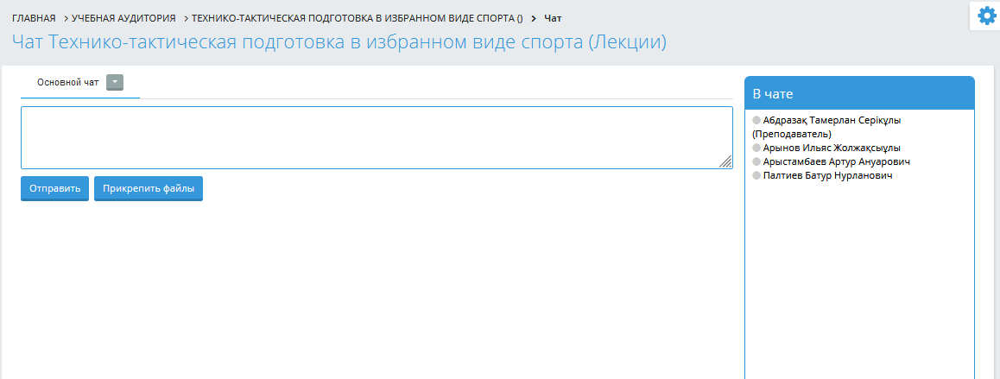 ГЛАВНАЯ > УЧЕБНАЯ АУДИТОРИЯ > ТЕХНИКО-ТАКТИЧЕСКАЯ ПОДГОТОВКА В ИЗБРАННОМ ВИДЕ СПОРТА () > Чат
Чат Технико-тактическая подготовка в избранном виде спорта (Лекции)
Основной чат
Отправить Прикрепить файлы
В чате
Абдразақ Тамерлан Серікұлы
(Преподаватель)
Арынов Ильяс Жолжақсыұлы
Арыстамбаев Артур Ануарович
Палтиев Батур Нурланович